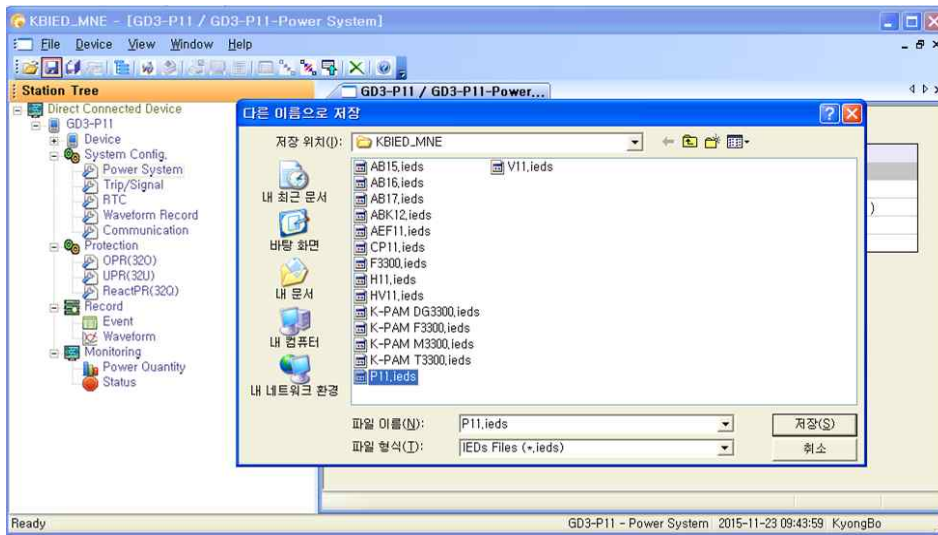 KBIED_MNE - [GD3-P11 / GD3-P11-Power System]
File Device View Window Help
Station Tree
GD3-P11 / GD3-P11-Power...
Direct Connected Device
GD3-P11
Device
System Config.
Power System
Trip/Signal
RTC
Waveform Record
Communication
Protection
OPR(32O)
UPR(32U)
ReactPR(32Q)
Record
Event
Waveform
Monitoring
Power Quantity
Status
다른 이름으로 저장
저장 위치(I):
KBIED_MNE
내 최근 문서
바탕 화면
내 문서
내 컴퓨터
내 네트워크 환경
AB15.ieds
AB16.ieds
AB17.ieds
ABK12.ieds
AEF11.ieds
CP11.ieds
F3300.ieds
H11.ieds
HV11.ieds
K-PAM DG3300.ieds
K-PAM F3300.ieds
K-PAM M3300.ieds
K-PAM T3300.ieds
P11.ieds
V11.ieds
파일 이름(N):
P11.ieds
저장(S)
파일 형식(T):
IEDs Files (*.ieds)
취소
)
Ready
GD3-P11 - Power System 2015-11-23 09:43:59 KyongBo